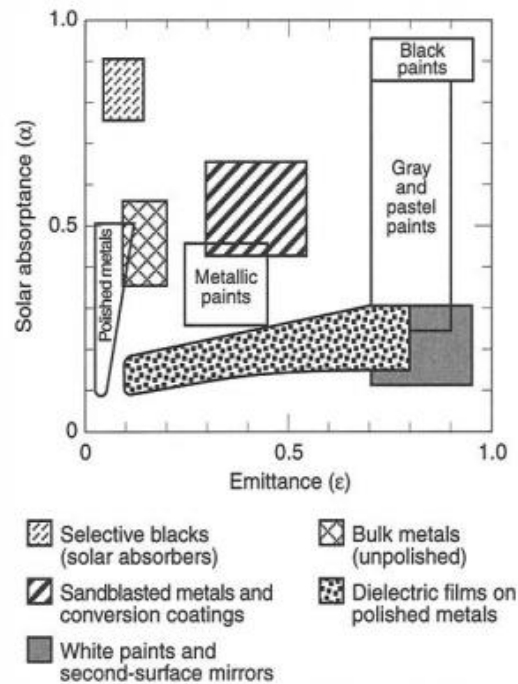 1.0
Black
paints
Gray
and
pastel
paints
Solar absorptance (α)
0.5
Polished metals
Metallic
paints
0
0
0.5
1.0
Emittance (ε)
Selective blacks
(solar absorbers)
Bulk metals
(unpolished)
Sandblasted metals and
conversion coatings
Dielectric films on
polished metals
White paints and
second-surface mirrors